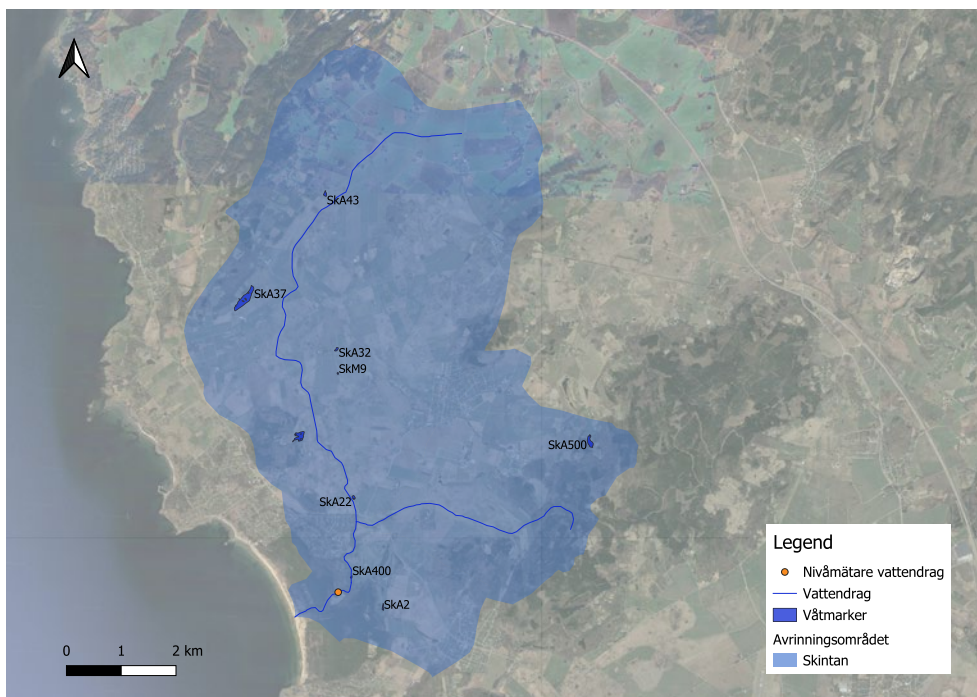 SkA43
SkA37
SkA32
SkM9
SkA500
SkA22
SkA400
SkA2
0 1 2 km
Legend
Nivåmätare vattendrag
Vattendrag
Våtmarker
Avrinningsområdet
Skintan